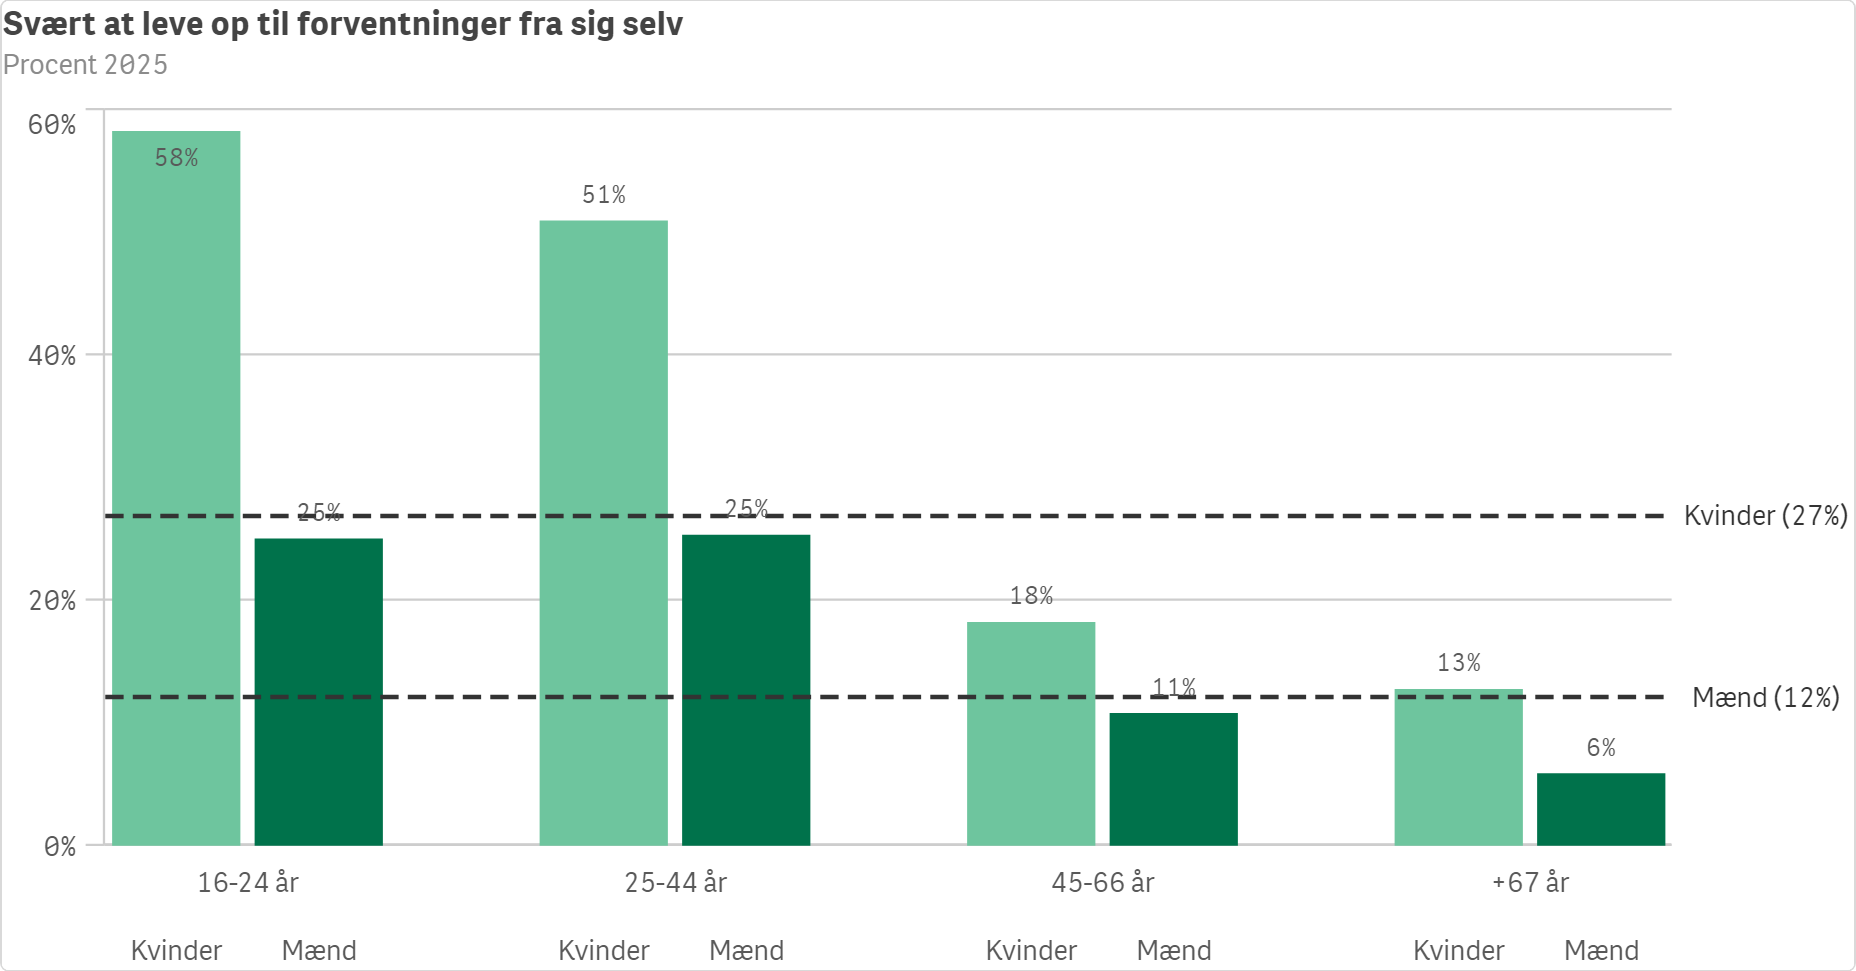 Svært at leve op til forventninger fra sig selv
Procent 2025
60%
58%
51%
40%
25%
25%
Kvinder (27%)
20%
18%
13%
11%
Mænd (12%)
6%
0%
16-24 år
25-44 år
45-66 år
+67 år
Kvinder
Mænd
Kvinder
Mænd
Kvinder
Mænd
Kvinder
Mænd